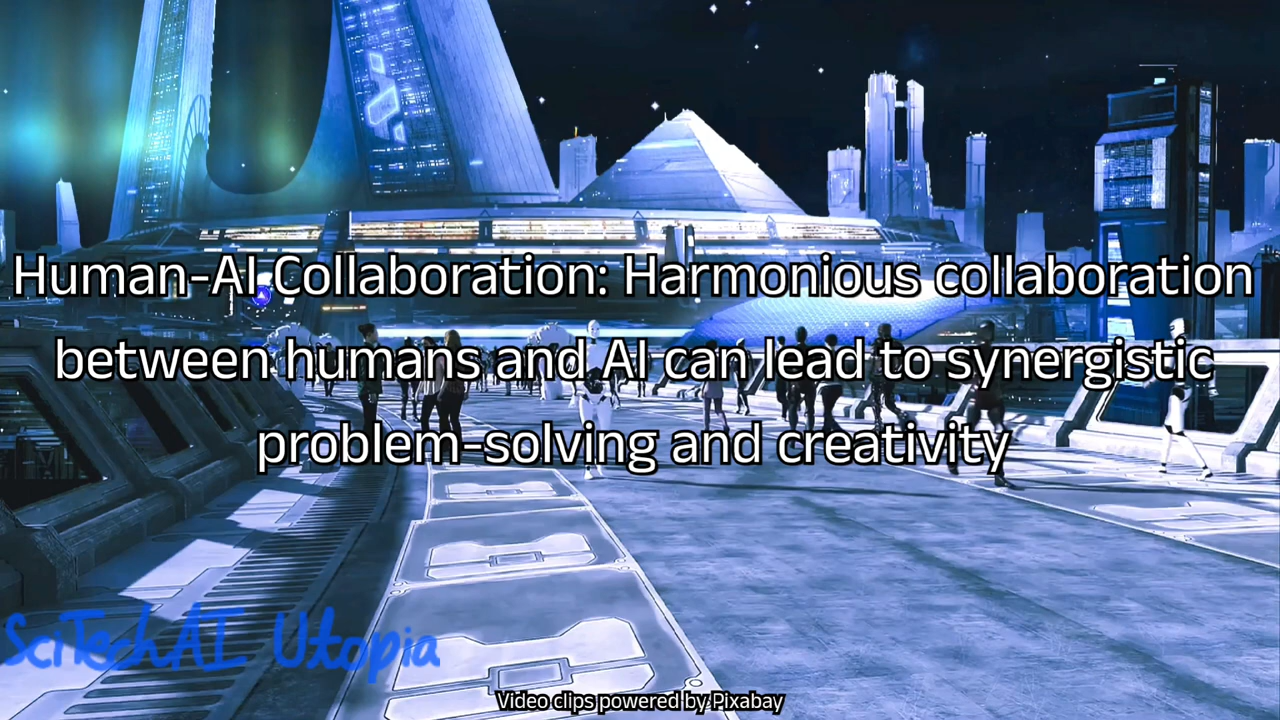 Human-AI Collaboration: Harmonious collaboration
between humans and AI can lead to synergistic
problem-solving and creativity
SciTechAI Utopia
Video clips powered by Pixabay